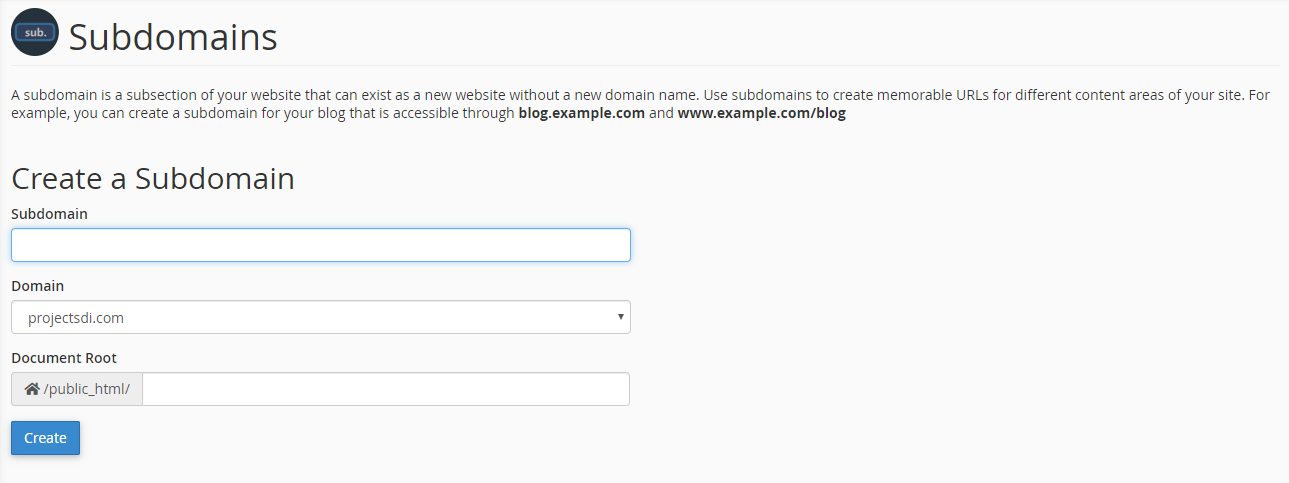 sub.
Subdomains
A subdomain is a subsection of your website that can exist as a new website without a new domain name. Use subdomains to create memorable URLs for different content areas of your site. For
example, you can create a subdomain for your blog that is accessible through blog.example.com and www.example.com/blog
Create a Subdomain
Subdomain
Domain
projectsdi.com
Document Root
/public_html/
Create